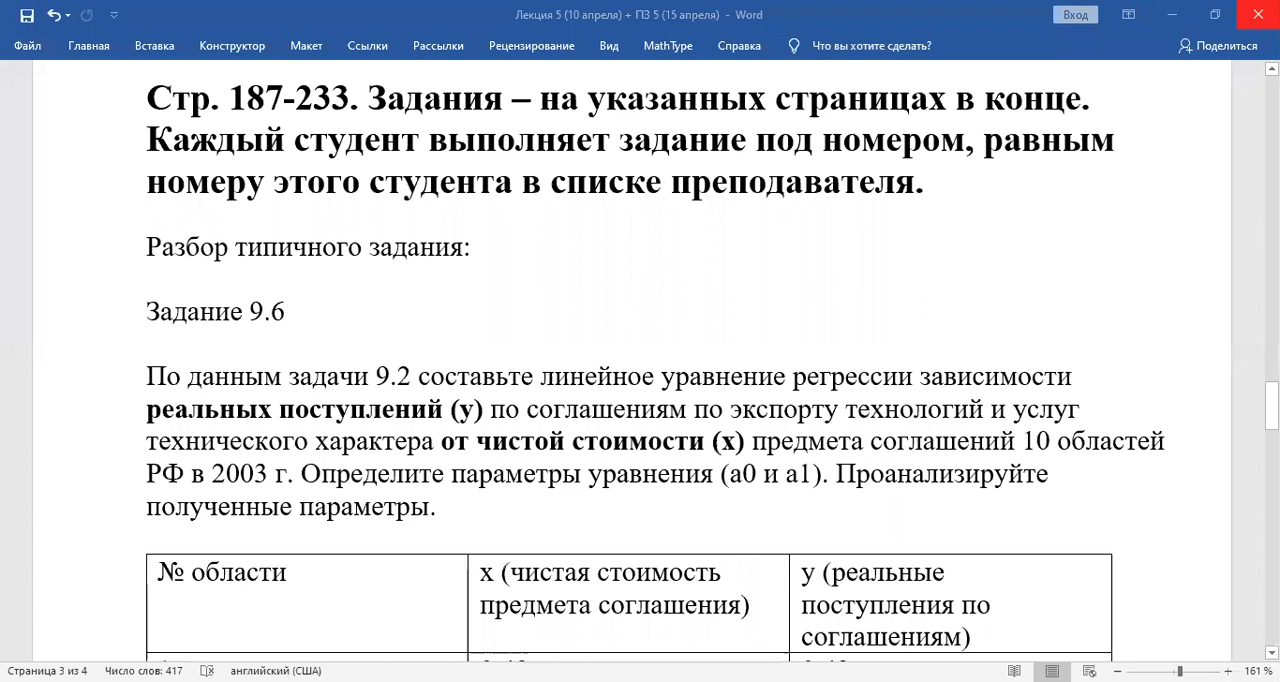 Лекция 5 (10 апреля) + ПЗ 5 (15 апреля) - Word
Вход
Файл Главная Вставка Конструктор Макет Ссылки Рассылки Рецензирование Вид MathType Справка Что вы хотите сделать? Поделиться
Стр. 187-233. Задания – на указанных страницах в конце.
Каждый студент выполняет задание под номером, равным
номеру этого студента в списке преподавателя.
Разбор типичного задания:
Задание 9.6
По данным задачи 9.2 составьте линейное уравнение регрессии зависимости
реальных поступлений (у) по соглашениям по экспорту технологий и услуг
технического характера от чистой стоимости (х) предмета соглашений 10 областей
РФ в 2003 г. Определите параметры уравнения (а0 и а1). Проанализируйте
полученные параметры.
№ области
х (чистая стоимость
предмета соглашения)
у (реальные
поступления по
соглашениям)
Страница 3 из 4 Число слов: 417 английский (США) 161 %